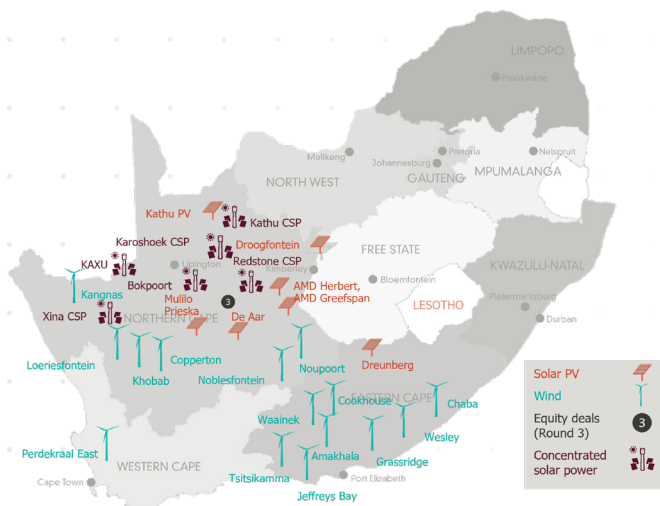 LIMPOPO
Polokwane
Mafikeng
Pretoria
Nelspruit
Johannesburg
GAUTENG
MPUMALANGA
NORTH WEST
Kathu PV
Kathu CSP
Karoshoek CSP
Droogfontein
FREE STATE
KWAZULU-NATAL
KAXU
Upington
Redstone CSP
Kimberley
Bloemfontein
Bokpoort
Kangnas
Mulilo
Prieska
3
AMD Herbert,
AMD Greefspan
LESOTHO
Pietermaritzburg
Durban
Xina CSP
NORTHERN CAPE
De Aar
Loeriesfontein
Khobab
Copperton
Noblesfontein
Noupoort
Dreunberg
Solar PV
Wind
Equity deals
(Round 3)
3
Concentrated
solar power
Waainek
Cookhouse
EASTERN CAPE
Chaba
Wesley
Perdekraal East
WESTERN CAPE
Amakhala
Grassridge
Tsitsikamma
Cape Town
Port Elizabeth
Jeffreys Bay